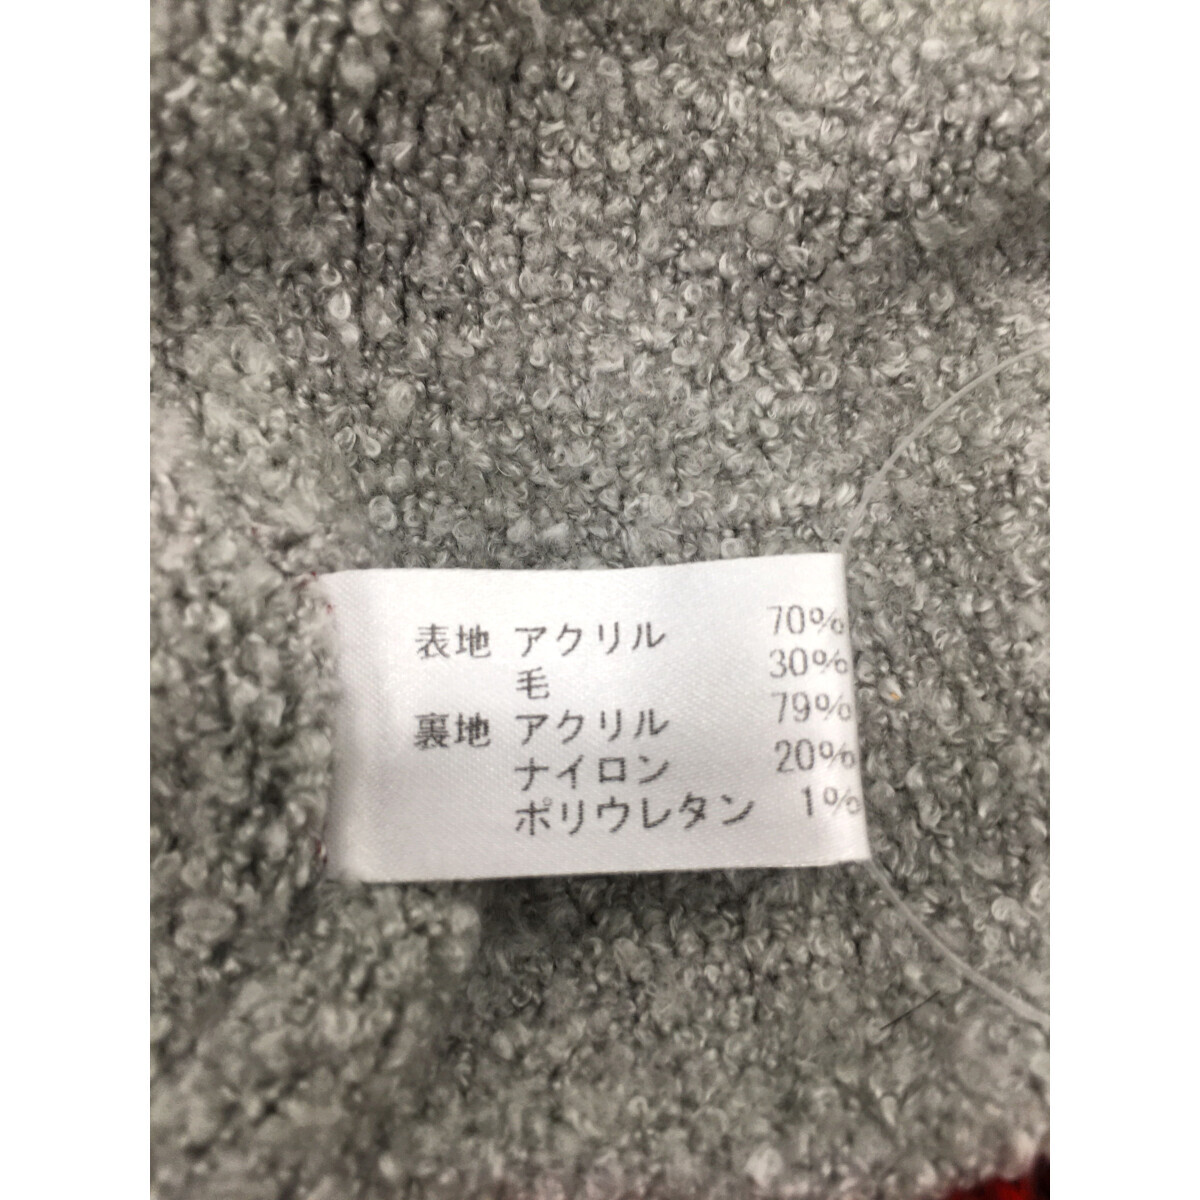 表地 アクリル 70%
毛 30%
裏地 アクリル 79%
ナイロン 20%
ポリウレタン 1%